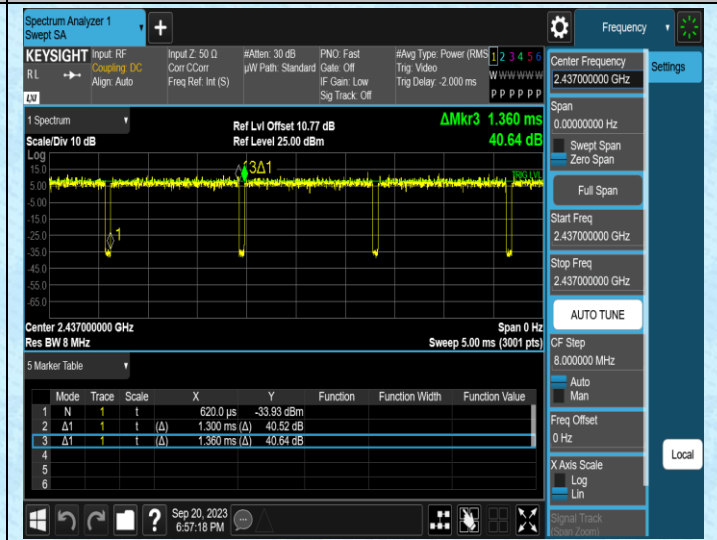 Spectrum Analyzer 1
Swept SA
+
Frequency
KEYSIGHT
RL
LXI
Input: RF
Coupling: DC
Align: Auto
Input Z: 50 Ω
Corr CCorr
Freq Ref: Int (S)
#Atten: 30 dB
µW Path: Standard
PNO: Fast
Gate: Off
IF Gain: Low
Sig Track: Off
#Avg Type: Power (RMS
Trig: Video
Trig Delay: -2.000 ms
1 2 3 4 5 6
W W W W W W
P P P P P P
1 Spectrum
Scale/Div 10 dB
Ref Lvl Offset 10.77 dB
Ref Level 25.00 dBm
ΔMkr3 1.360 ms
40.64 dB
Log
15.0
5.00
-5.00
-15.0
-25.0
-35.0
-45.0
-55.0
-65.0
3Δ1
TRIG LVL
1
Center 2.437000000 GHz
Res BW 8 MHz
Span 0 Hz
Sweep 5.00 ms (3001 pts)
5 Marker Table
Mode Trace Scale X Y Function Function Width Function Value
1 N 1 t 620.0 µs -33.93 dBm
2 Δ1 1 t (Δ) 1.300 ms (Δ) 40.52 dB
3 Δ1 1 t (Δ) 1.360 ms (Δ) 40.64 dB
4
5
6
Sep 20, 2023
6:57:18 PM
?
Center Frequency
2.437000000 GHz
Span
0.00000000 Hz
Swept Span
Zero Span
Full Span
Start Freq
2.437000000 GHz
Stop Freq
2.437000000 GHz
AUTO TUNE
CF Step
8.000000 MHz
Auto
Man
Freq Offset
0 Hz
X Axis Scale
Log
Lin
Signal Track
(Span Zoom)
Settings
Local